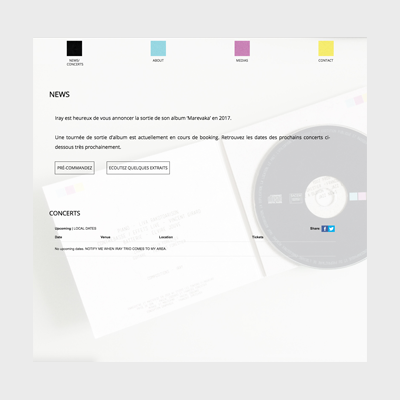 NEWS/
CONCERTS
ABOUT
MEDIAS
CONTACT
NEWS
Iray est heureux de vous annoncer la sortie de son album 'Marevaka' en 2017.
Une tournée de sortie d'album est actuellement en cours de booking. Retrouvez les dates des prochains concerts ci-
dessous très prochainement.
PRÉ-COMMANDEZ
ECOUTEZ QUELQUES EXTRAITS
CONCERTS
Upcoming | LOCAL DATES
Share:
Date Venue Location Tickets
No upcoming dates. NOTIFY ME WHEN IRAY TRIO COMES TO MY AREA.